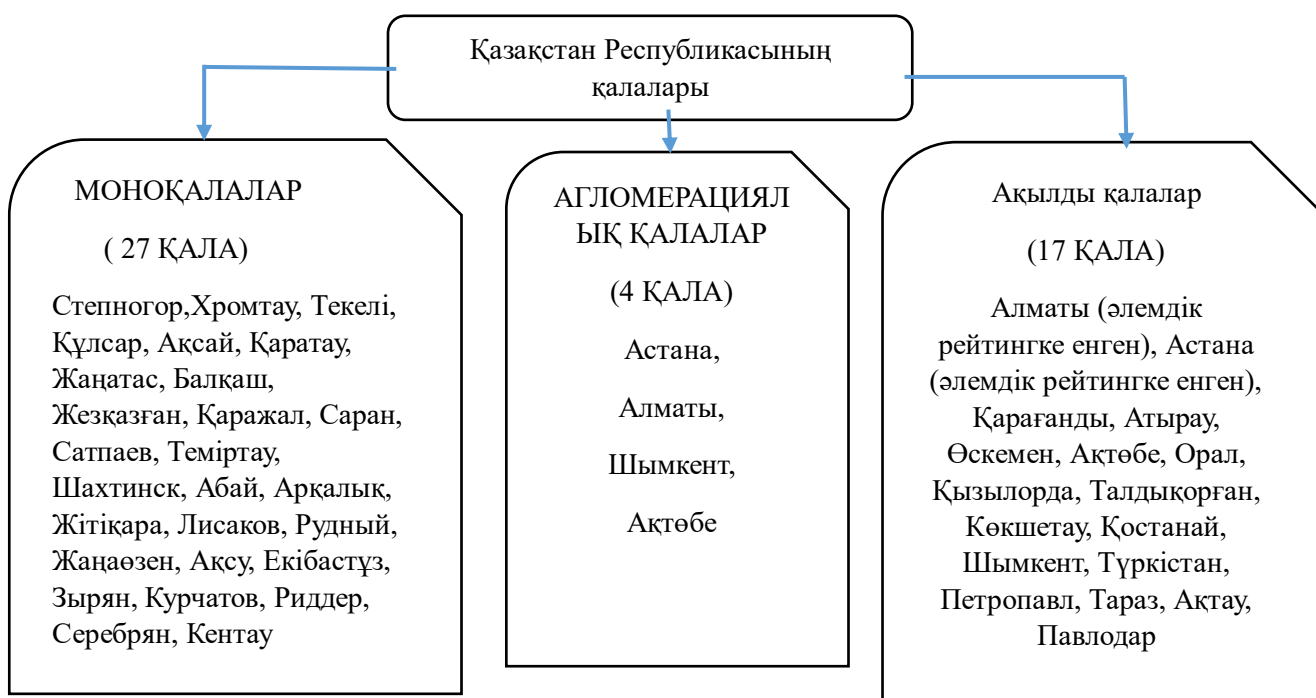 Қазақстан Республикасының
қалалары
МОНОҚАЛАЛАР
( 27 ҚАЛА)
Степногор,Хромтау, Текелі,
Құлсар, Ақсай, Қаратау,
Жаңатас, Балқаш,
Жезқазған, Қаражал, Саран,
Сатпаев, Теміртау,
Шахтинск, Абай, Арқалық,
Жітіқара, Лисаков, Рудный,
Жаңаөзен, Ақсу, Екібастұз,
Зырян, Курчатов, Риддер,
Серебрян, Кентау
АГЛОМЕРАЦИЯЛ
ЫҚ ҚАЛАЛАР
(4 ҚАЛА)
Астана,
Алматы,
Шымкент,
Ақтөбе
Ақылды қалалар
(17 ҚАЛА)
Алматы (әлемдік
рейтингке енген), Астана
(әлемдік рейтингке енген),
Қарағанды, Атырау,
Өскемен, Ақтөбе, Орал,
Қызылорда, Талдықорған,
Көкшетау, Қостанай,
Шымкент, Түркістан,
Петропавл, Тараз, Ақтау,
Павлодар